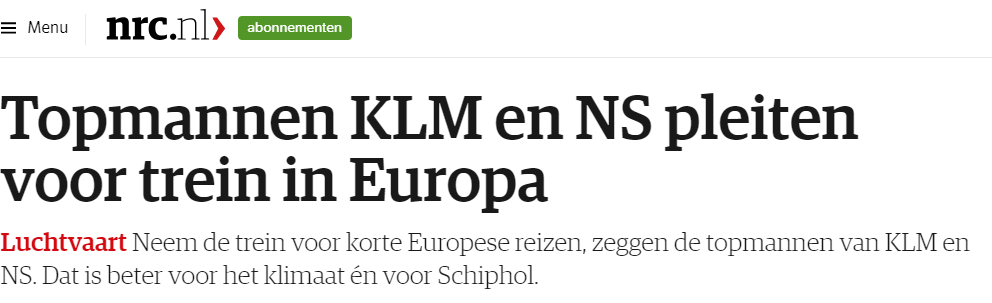 Menu nrc.nl abonnementen
Topmannen KLM en NS pleiten
voor trein in Europa
Luchtvaart Neem de trein voor korte Europese reizen, zeggen de topmannen van KLM en
NS. Dat is beter voor het klimaat én voor Schiphol.